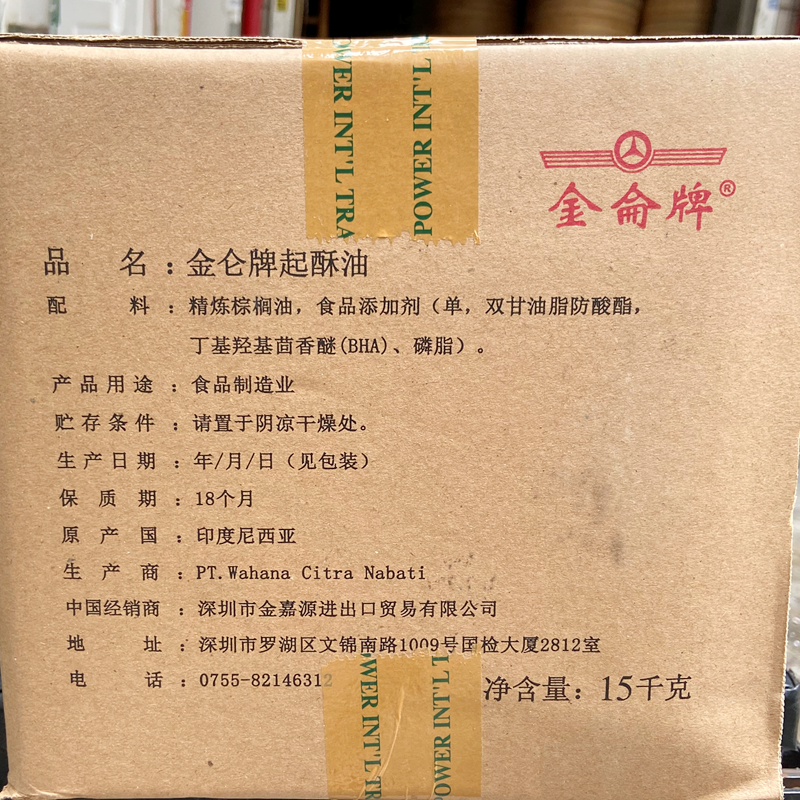 POWER INT'L TRA
POWER INT'L T
金侖牌®
品名：金仑牌起酥油
配料：精炼棕榈油，食品添加剂（单，双甘油脂防酸酯，
丁基羟基茴香醚(BHA)、磷脂）。
产品用途：食品制造业
贮存条件：请置于阴凉干燥处。
生产日期：年/月/日（见包装）
保质期：18个月
原产国：印度尼西亚
生产商：PT.Wahana Citra Nabati
中国经销商：深圳市金嘉源进出口贸易有限公司
地址：深圳市罗湖区文锦南路1009号国检大厦2812室
电话：0755-82146312
净含量：15千克
WER INT'L T
POWER INT'L T